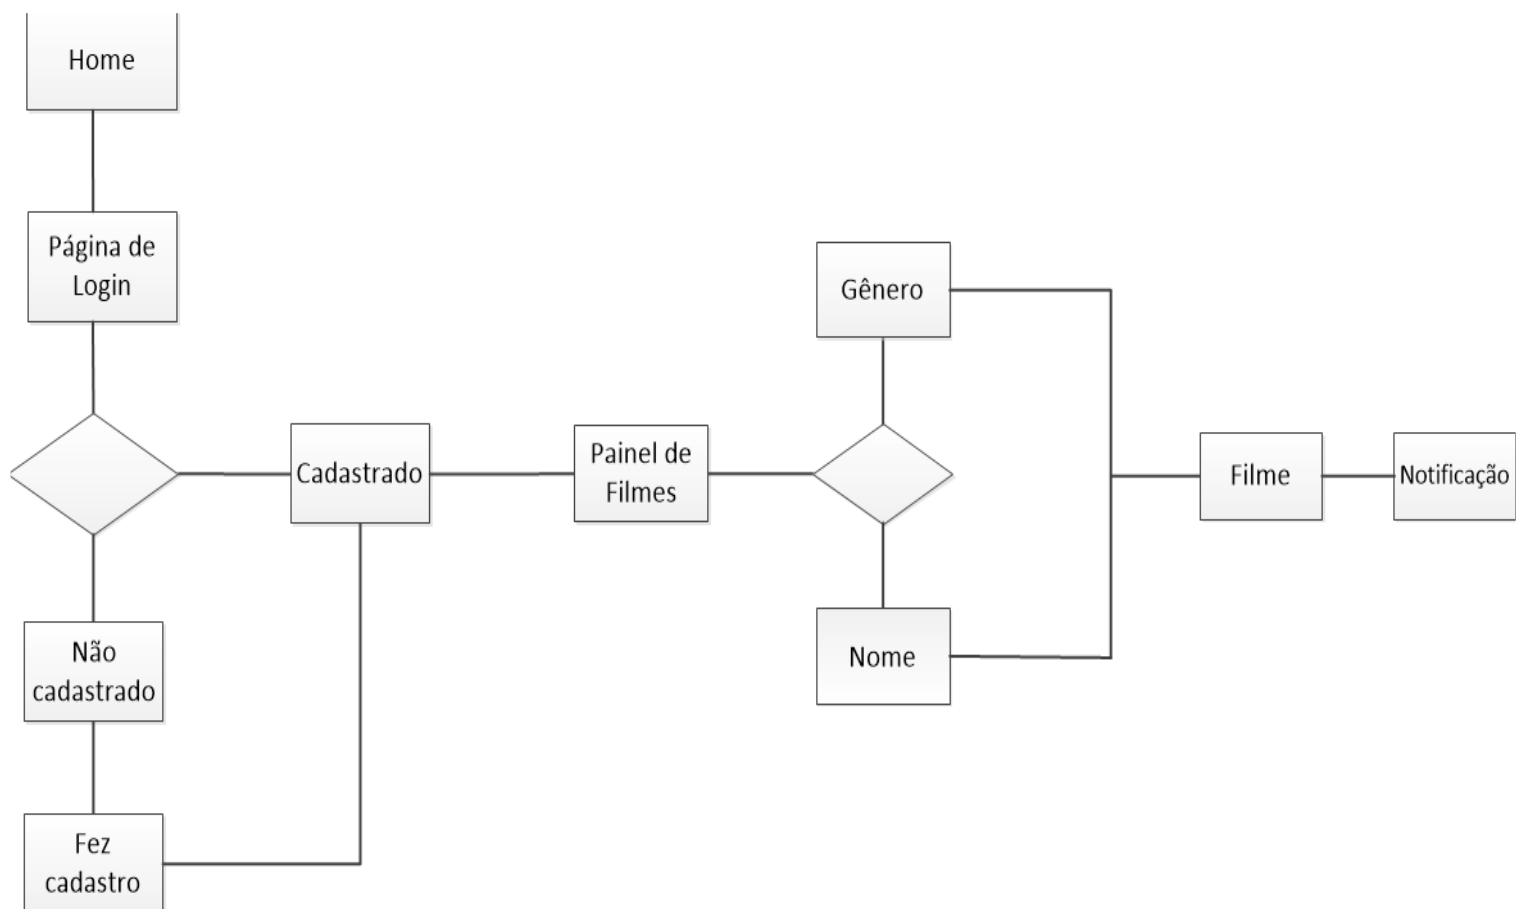 Home
Página de
Login
Cadastrado
Não
cadastrado
Fez
cadastro
Painel de
Filmes
Gênero
Nome
Filme
Notificação